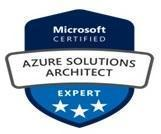 Microsoft
CERTIFIED
AZURE SOLUTIONS
ARCHITECT
EXPERT